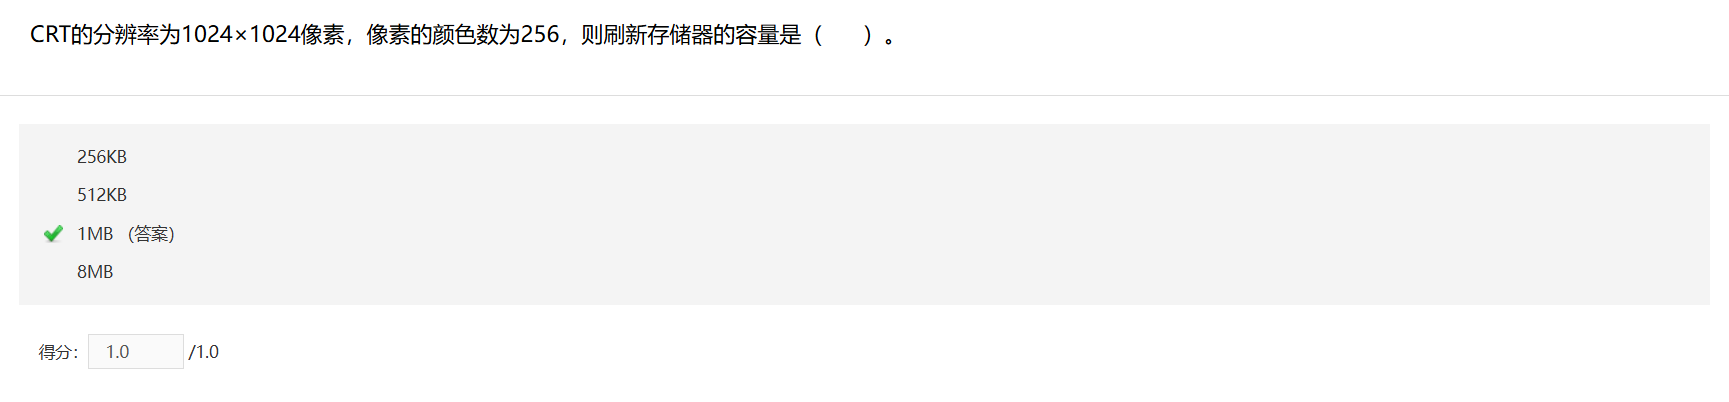 CRT的分辨率为1024×1024像素，像素的颜色数为256，则刷新存储器的容量是（　　）。
256KB
512KB
1MB （答案）
8MB
得分： 1.0 /1.0